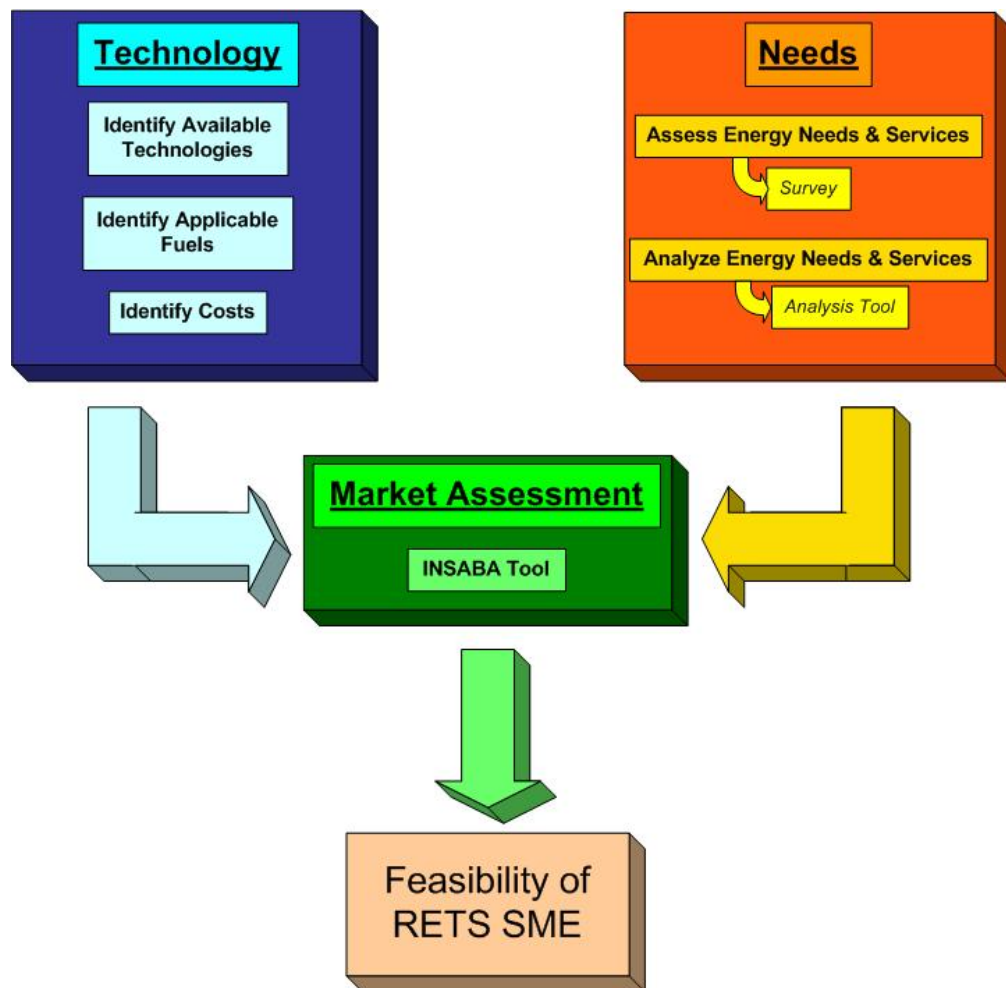 Technology
Identify Available
Technologies
Identify Applicable
Fuels
Identify Costs
Needs
Assess Energy Needs & Services
Survey
Analyze Energy Needs & Services
Analysis Tool
Market Assessment
INSABA Tool
Feasibility of
RETS SME